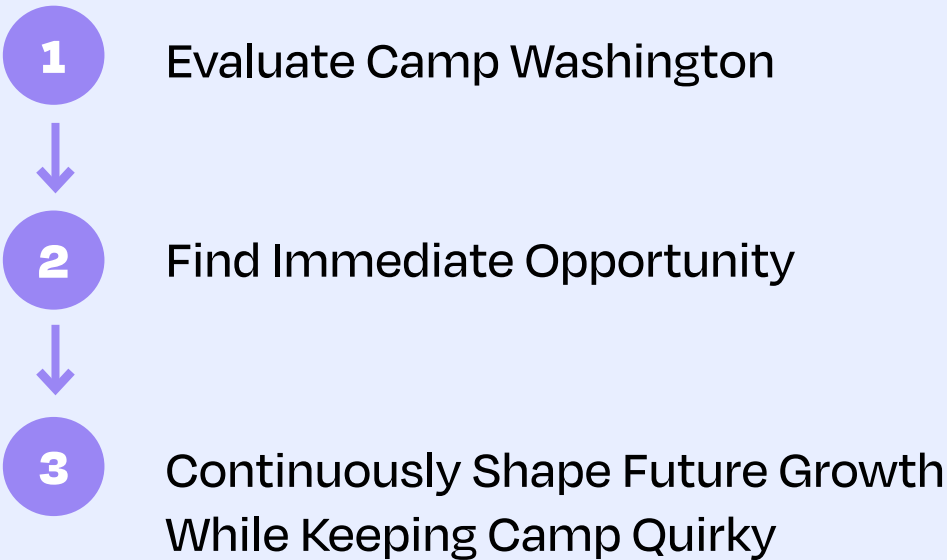 1
Evaluate Camp Washington
2
Find Immediate Opportunity
3
Continuously Shape Future Growth
While Keeping Camp Quirky